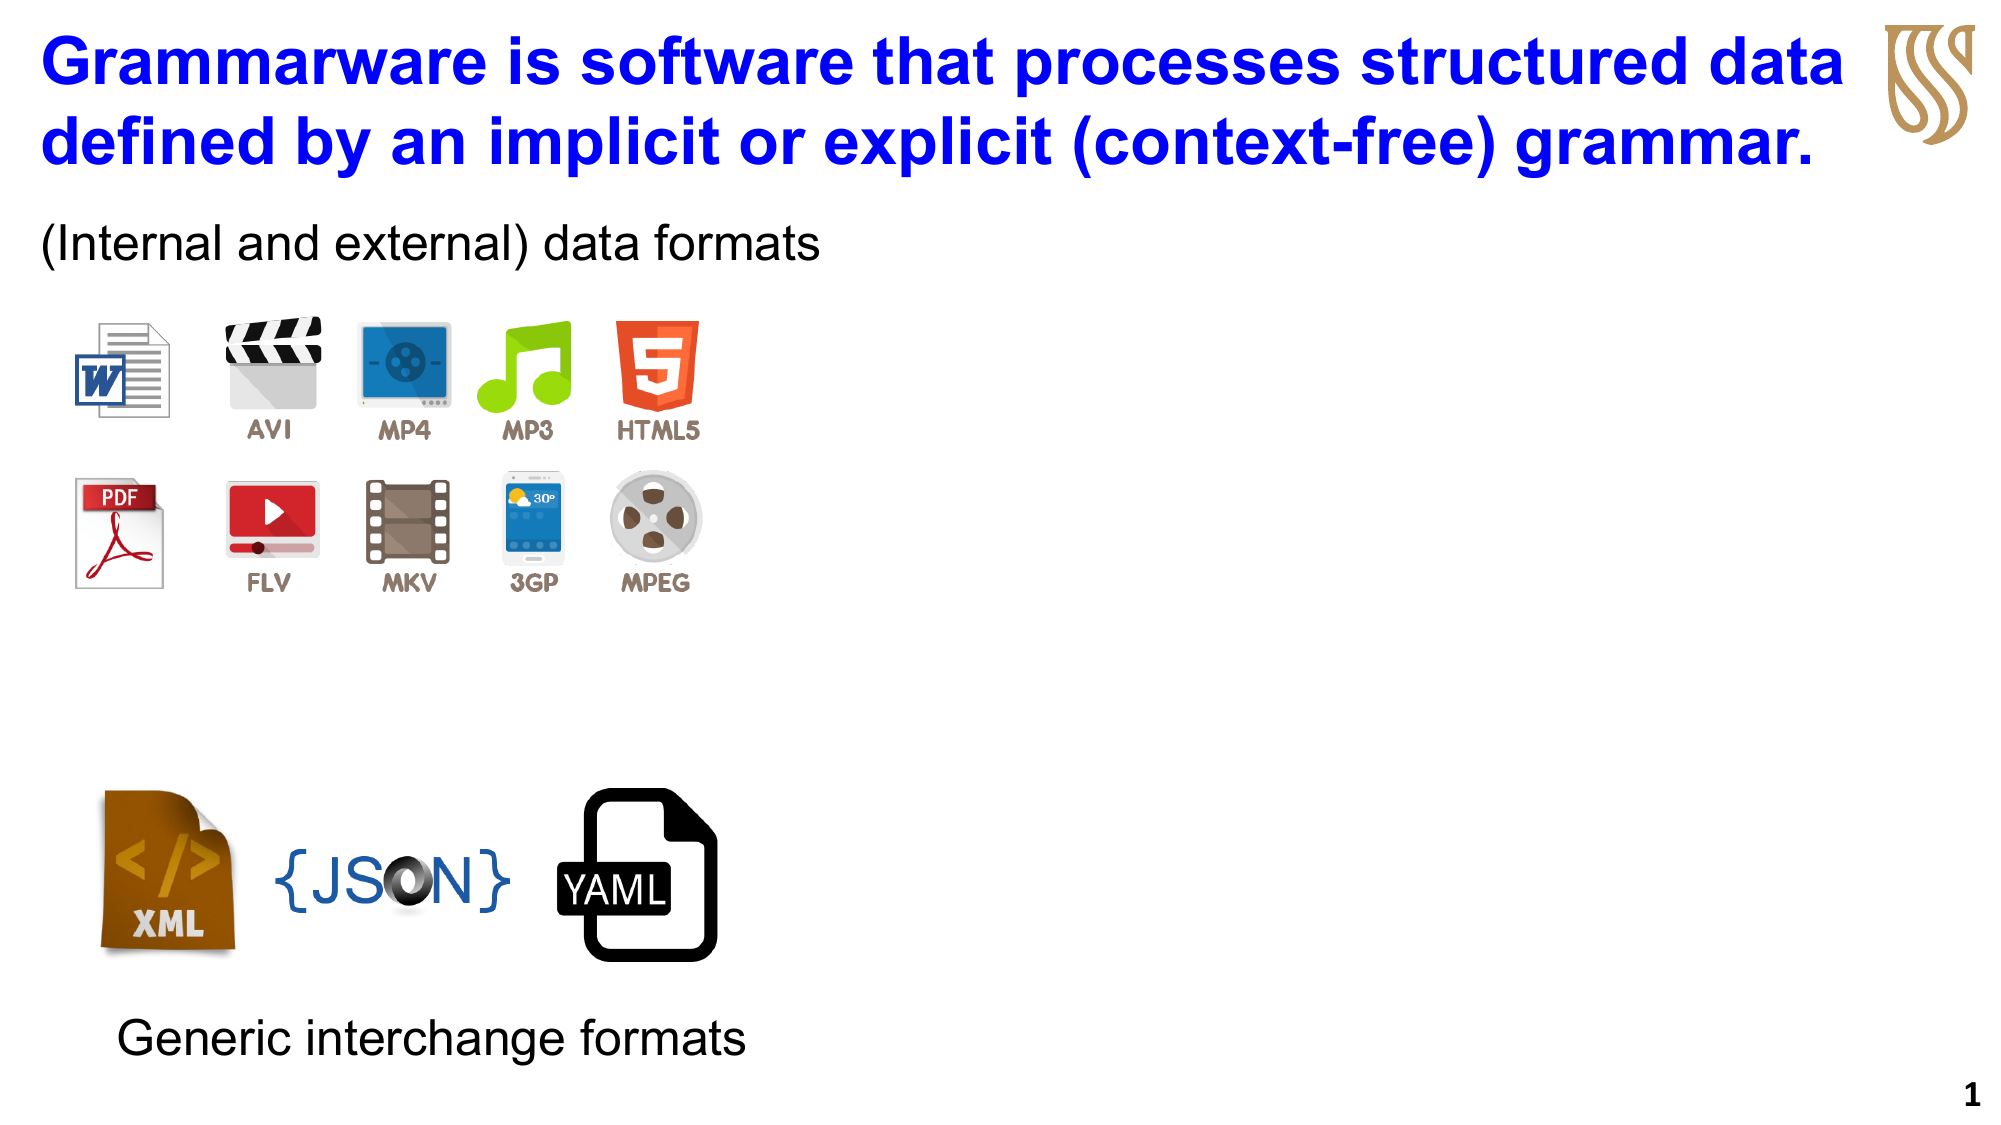 Grammarware is software that processes structured data
defined by an implicit or explicit (context-free) grammar.
(Internal and external) data formats
W
AVI
MP4
MP3
5
HTML5
PDF
FLV
MKV
30°
3GP
MPEG
</>
XML
{JSON}
YAML
Generic interchange formats
1